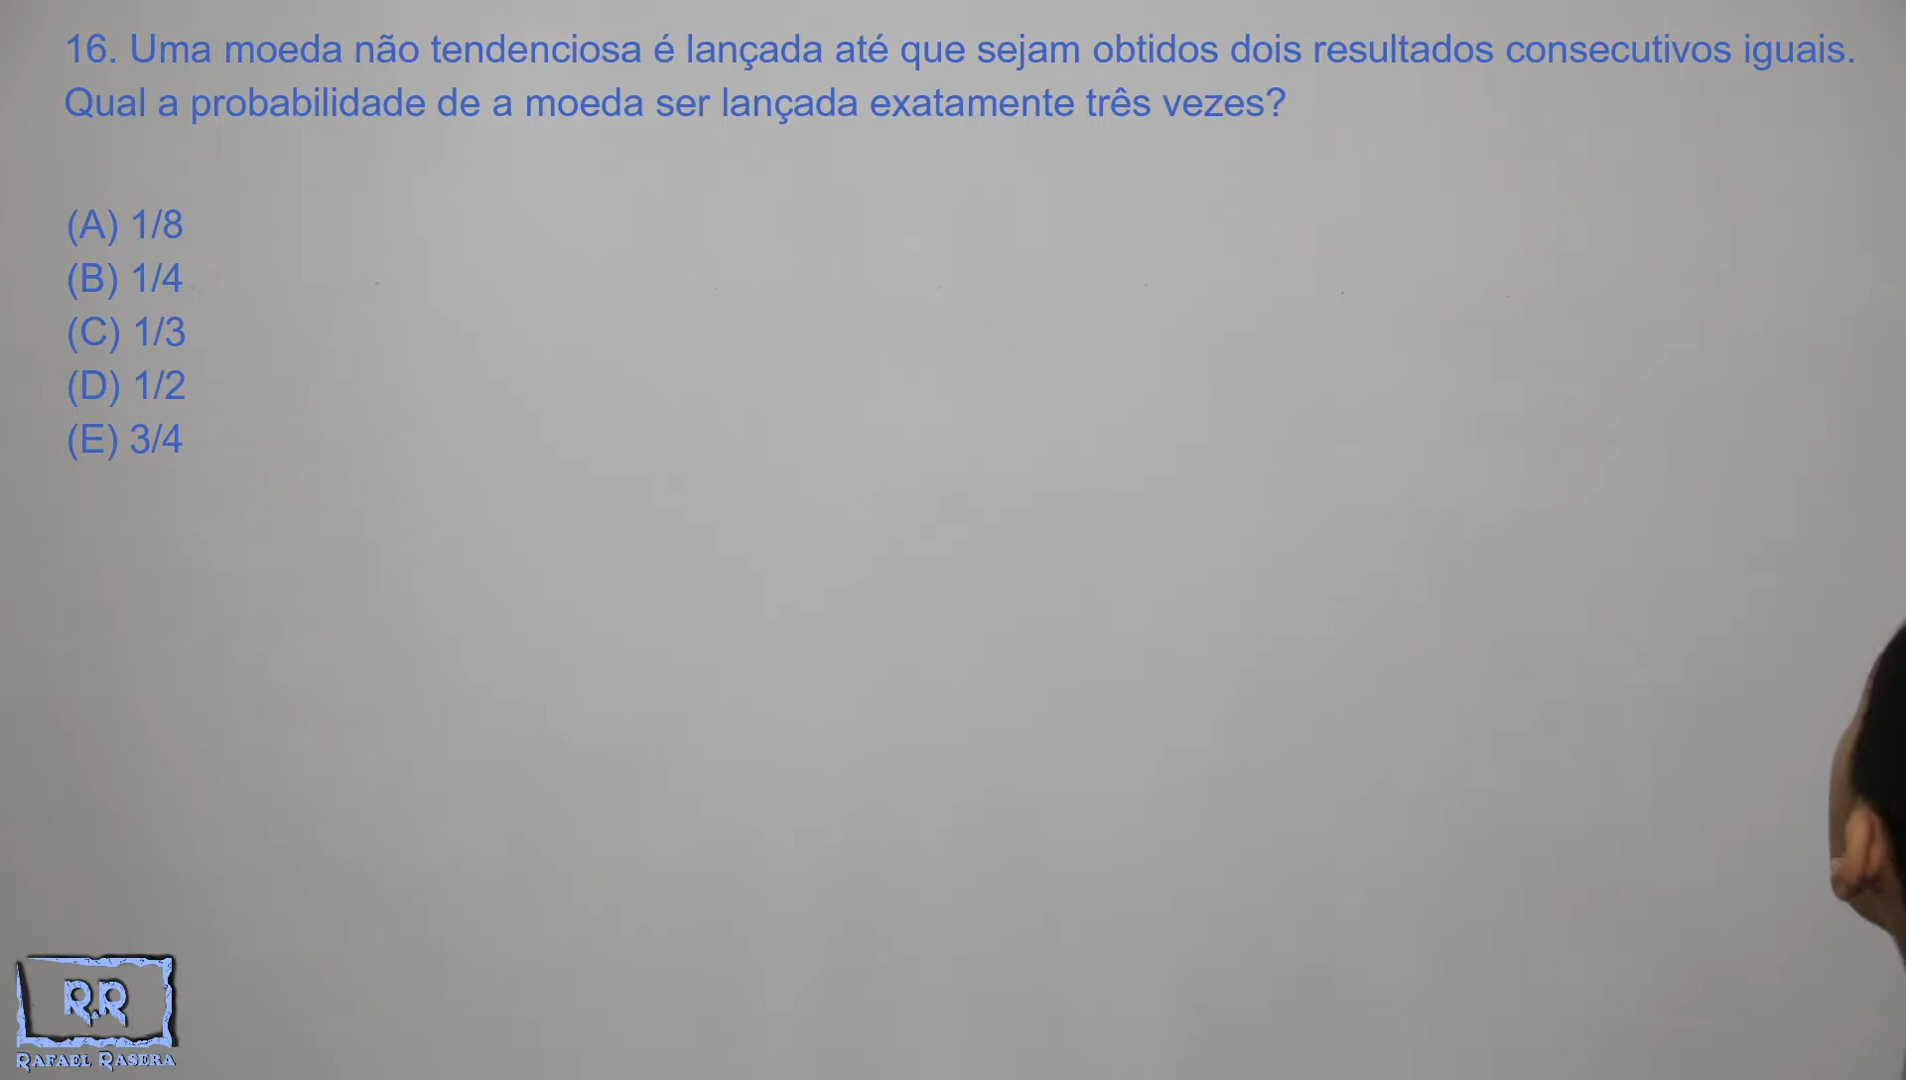 16. Uma moeda não tendenciosa é lançada até que sejam obtidos dois resultados consecutivos iguais.
Qual a probabilidade de a moeda ser lançada exatamente três vezes?
(A) 1/8
(B) 1/4
(C) 1/3
(D) 1/2
(E) 3/4
R.R
RAFAEL RASERA